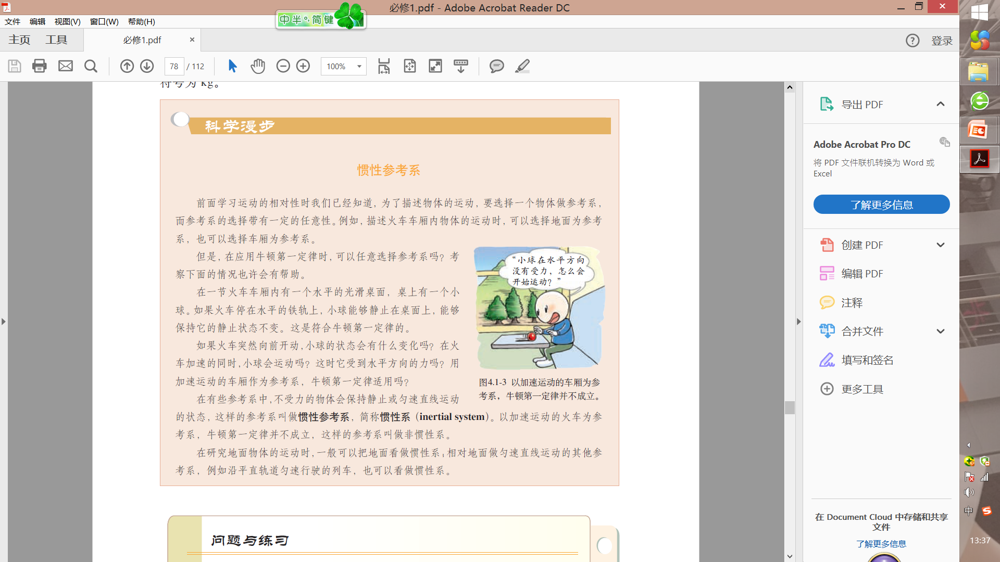 必修1.pdf - Adobe Acrobat Reader DC
中 半 简 键
文件 编辑 视图(V) 窗口(W) 帮助(H)
主页 工具 必修1.pdf × ? 登录
78 / 112 100%
符号为 kg。
科学漫步
惯性参考系
前面学习运动的相对性时我们已经知道，为了描述物体的运动，要选择一个物体做参考系，
而参考系的选择带有一定的任意性。例如，描述火车车厢内物体的运动时，可以选择地面为参考
系，也可以选择车厢为参考系。
但是，在应用牛顿第一定律时，可以任意选择参考系吗？考
察下面的情况也许会有帮助。
在一节火车车厢内有一个水平的光滑桌面，桌上有一个小
球。如果火车停在水平的铁轨上，小球能够静止在桌面上，能够
保持它的静止状态不变。这是符合牛顿第一定律的。
如果火车突然向前开动，小球的状态会有什么变化吗？在火
车加速的同时，小球会运动吗？这时它受到水平方向的力吗？用
加速运动的车厢作为参考系，牛顿第一定律适用吗？
“小球在水平方向
没有受力，怎么会
开始运动？”
图4.1-3 以加速运动的车厢为参
考系，牛顿第一定律并不成立。
在有些参考系中，不受力的物体会保持静止或匀速直线运动
的状态，这样的参考系叫做惯性参考系，简称惯性系（inertial system）。以加速运动的火车为参
考系，牛顿第一定律并不成立，这样的参考系叫做非惯性系。
在研究地面物体的运动时，一般可以把地面看做惯性系；相对地面做匀速直线运动的其他参
考系，例如沿平直轨道匀速行驶的列车，也可以看做惯性系。
问题与练习
导出 PDF
Adobe Acrobat Pro DC
将 PDF 文件联机转换为 Word 或
Excel
了解更多信息
创建 PDF
编辑 PDF
注释
合并文件
填写和签名
更多工具
在 Document Cloud 中存储和共享
文件
了解更多信息
中
13:37